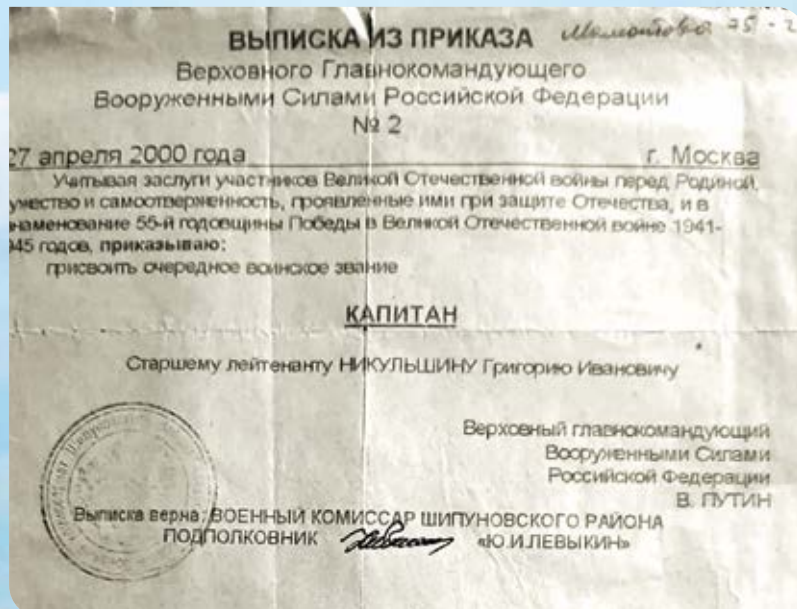 ВЫПИСКА ИЗ ПРИКАЗА
Верховного Главнокомандующего
Вооруженными Силами Российской Федерации
№ 2
27 апреля 2000 года г. Москва
Учитывая заслуги участников Великой Отечественной войны перед Родиной,
ужество и самоотверженность, проявленные ими при защите Отечества, и в
наменование 55-й годовщины Победы в Великой Отечественной войне 1941-
945 годов, приказываю:
присвоить очередное воинское звание
КАПИТАН
Старшему лейтенанту НИКУЛЬШИНУ Григорию Ивановичу
Верховный главнокомандующий
Вооруженными Силами
Российской Федерации
В. ПУТИН
Выписка верна: ВОЕННЫЙ КОМИССАР ШИПУНОВСКОГО РАЙОНА
ПОДПОЛКОВНИК «Ю.И.ЛЕВЫКИН»